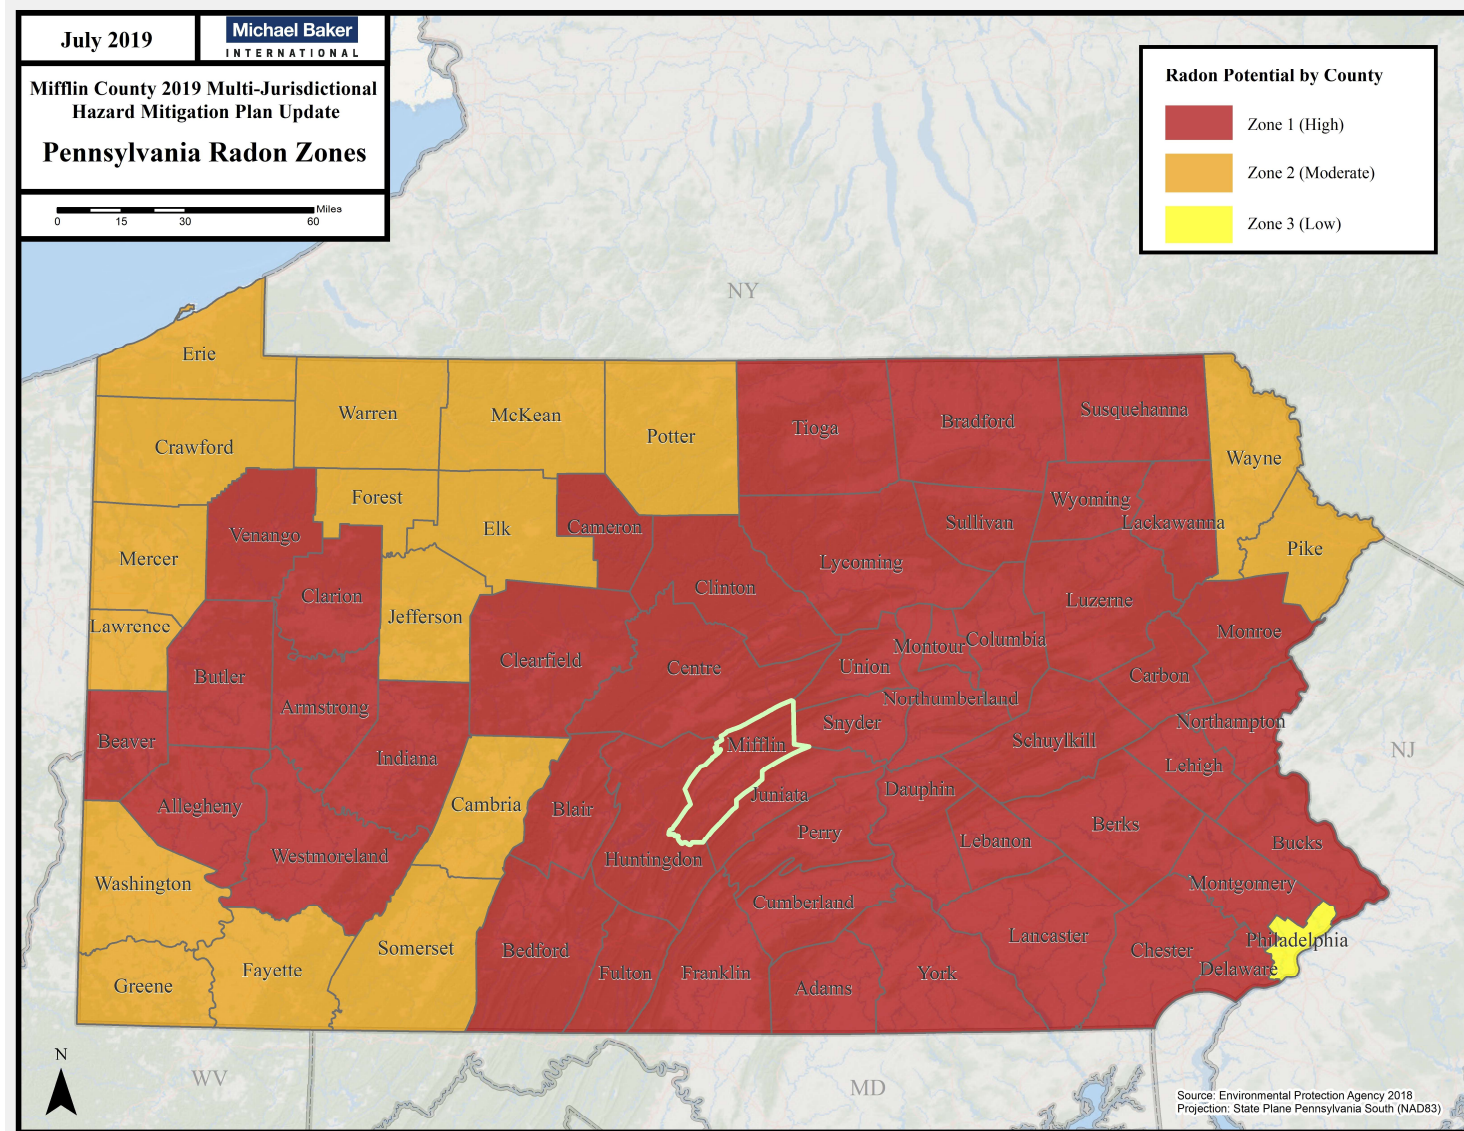 July 2019
Michael Baker
INTERNATIONAL
Mifflin County 2019 Multi-Jurisdictional
Hazard Mitigation Plan Update
Pennsylvania Radon Zones
Miles
0 15 30 60
Radon Potential by County
Zone 1 (High)
Zone 2 (Moderate)
Zone 3 (Low)
NY
Erie
Warren
McKean
Potter
Tioga
Bradford
Susquehanna
Crawford
Wayne
Forest
Wyoming
Venango
Elk
Cameron
Sullivan
Lackawanna
Mercer
Lycoming
Pike
Clarion
Clinton
Luzerne
Lawrence
Jefferson
Monroe
Butler
Clearfield
Centre
Union
Montour
Columbia
Carbon
Armstrong
Northumberland
Beaver
Indiana
Mifflin
Snyder
Schuylkill
Northampton
NJ
Lehigh
Allegheny
Cambria
Blair
Juniata
Dauphin
Perry
Berks
Westmoreland
Huntingdon
Lebanon
Bucks
Washington
Cumberland
Montgomery
Somerset
Bedford
Lancaster
Chester
Philadelphia
Greene
Fayette
Fulton
Franklin
Adams
York
Delaware
N
WV
MD
Source: Environmental Protection Agency 2018
Projection: State Plane Pennsylvania South (NAD83)